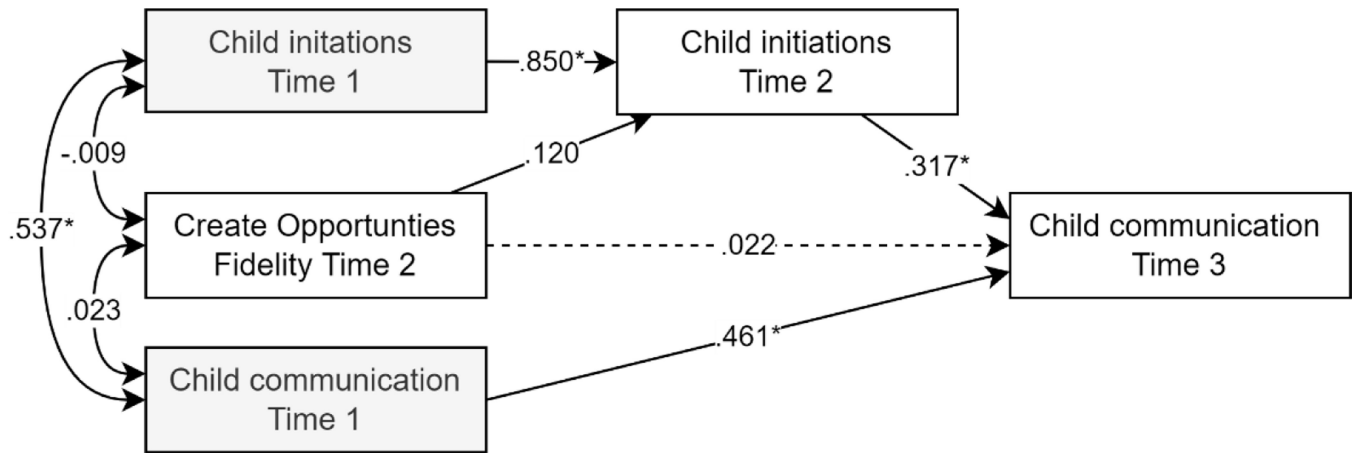 Child initations
Time 1
.850*
Child initiations
Time 2
-.009
.120
.317*
.537*
Create Opportunties
Fidelity Time 2
.022
Child communication
Time 3
.023
.461*
Child communication
Time 1